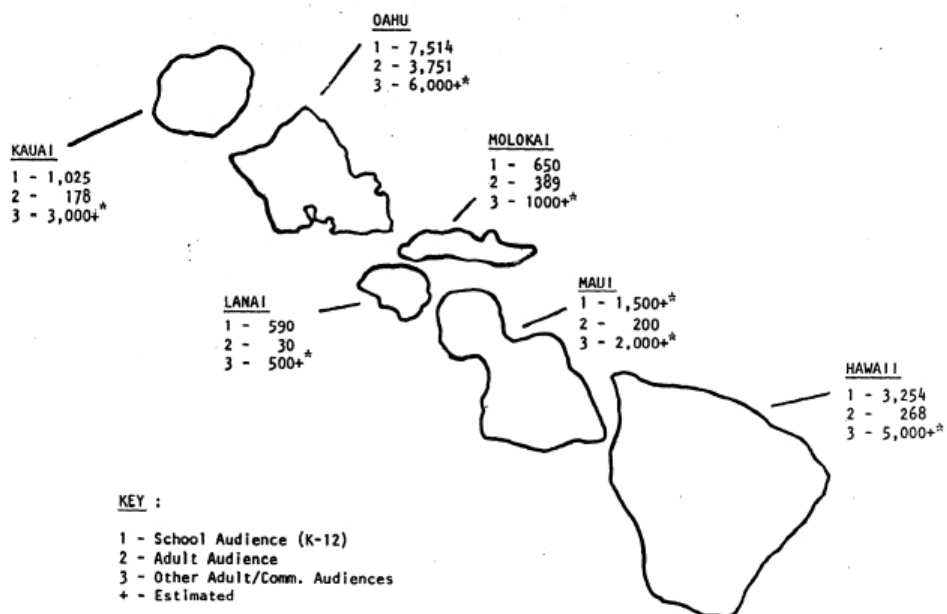 OAHU
1 - 7,514
2 - 3,751
3 - 6,000+*
KAUAI
1 - 1,025
2 - 178
3 - 3,000+*
MOLOKAI
1 - 650
2 - 389
3 - 1000+*
LANAI
1 - 590
2 - 30
3 - 500+*
MAUI
1 - 1,500+*
2 - 200
3 - 2,000+*
HAWAII
1 - 3,254
2 - 268
3 - 5,000+*
KEY :
1 - School Audience (K-12)
2 - Adult Audience
3 - Other Adult/Comm. Audiences
+ - Estimated